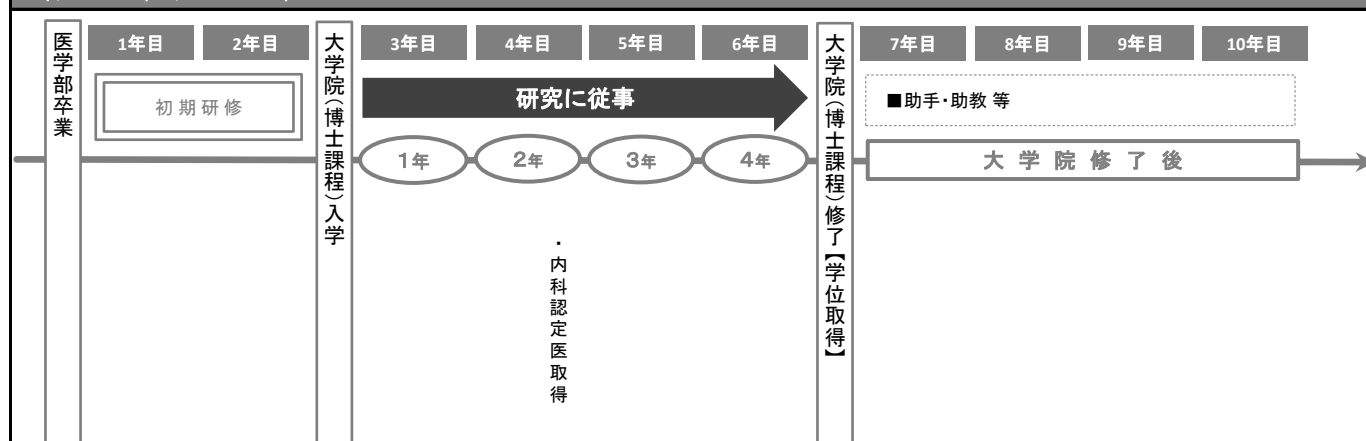 医学部卒業
1年目
2年目
初期研修
大学院(博士課程)入学
3年目
4年目
5年目
6年目
研究に従事
1年
2年
3年
4年
・内科認定医取得
大学院(博士課程)修了【学位取得】
7年目
8年目
9年目
10年目
■助手・助教 等
大学院修了後